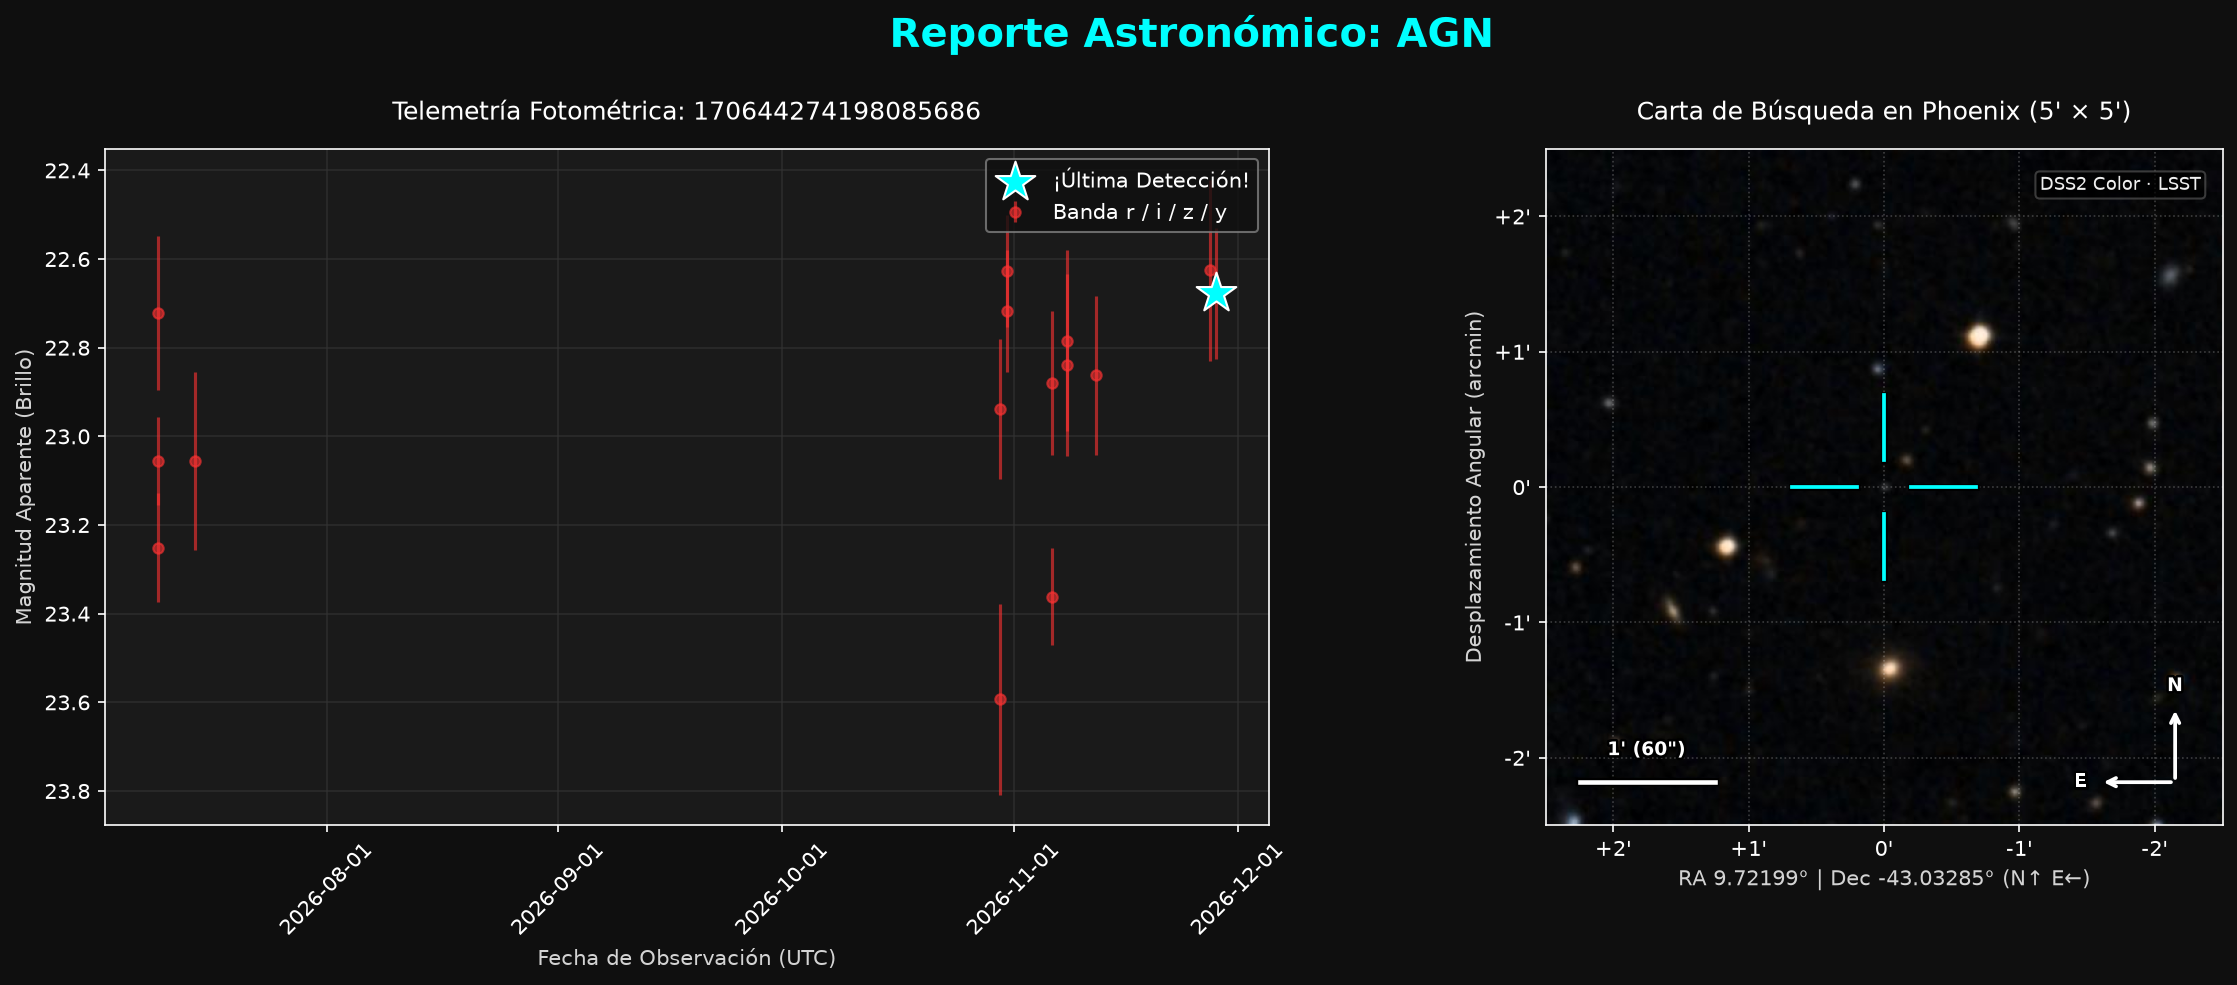 Reporte Astronómico: AGN
Telemetría Fotométrica: 170644274198085686
Magnitud Aparente (Brillo)
22.4
22.6
22.8
23.0
23.2
23.4
23.6
23.8
¡Última Detección!
Banda r / i / z / y
2026-08-01
2026-09-01
2026-10-01
2026-11-01
2026-12-01
Fecha de Observación (UTC)
Carta de Búsqueda en Phoenix (5' × 5')
Desplazamiento Angular (arcmin)
+2'
+1'
0'
-1'
-2'
DSS2 Color · LSST
1' (60")
N
E
+2'
+1'
0'
-1'
-2'
RA 9.72199° | Dec -43.03285° (N↑ E←)